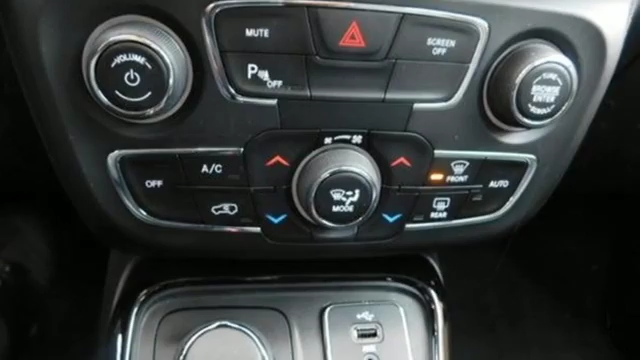 VOLUME
MUTE
SCREEN OFF
P OFF
TUNE
BROWSE
ENTER
OFF
A/C
MODE
FRONT
AUTO
REAR